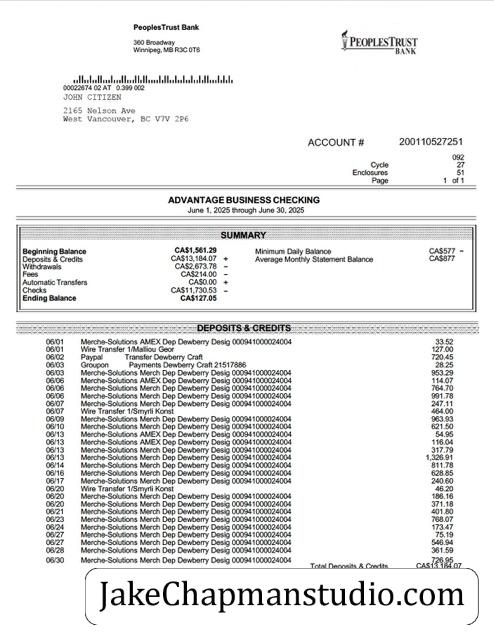 PeoplesTrust Bank
360 Broadway
Winnipeg, MB R3C 0T6
PEOPLESTRUST
BANK
00022674 02 AT 0.399 002
JOHN CITIZEN
2165 Nelson Ave
West Vancouver, BC V7V 2P6
ACCOUNT # 200110527251
092
Cycle 27
Enclosures 51
Page 1 of 1
ADVANTAGE BUSINESS CHECKING
June 1, 2025 through June 30, 2025
SUMMARY
Beginning Balance CA$1,561.29 Minimum Daily Balance CA$577 –
Deposits & Credits CA$13,184.07 + Average Monthly Statement Balance CA$877
Withdrawals CA$2,673.78 –
Fees CA$214.00 –
Automatic Transfers CA$0.00 +
Checks CA$11,730.53 –
Ending Balance CA$127.05
DEPOSITS & CREDITS
06/01 Merche-Solutions AMEX Dep Dewberry Desig 000941000024004 33.52
06/01 Wire Transfer 1/Malliou Geor 127.00
06/02 Paypal Transfer Dewberry Craft 720.45
06/03 Groupon Payments Dewberry Craft 21517886 28.25
06/03 Merche-Solutions Merch Dep Dewberry Desig 000941000024004 953.29
06/06 Merche-Solutions AMEX Dep Dewberry Desig 000941000024004 114.07
06/06 Merche-Solutions Merch Dep Dewberry Desig 000941000024004 764.70
06/06 Merche-Solutions Merch Dep Dewberry Desig 000941000024004 991.78
06/07 Merche-Solutions Merch Dep Dewberry Desig 000941000024004 247.11
06/07 Wire Transfer 1/Smyrli Konst 464.00
06/09 Merche-Solutions Merch Dep Dewberry Desig 000941000024004 963.93
06/10 Merche-Solutions Merch Dep Dewberry Desig 000941000024004 621.50
06/13 Merche-Solutions AMEX Dep Dewberry Desig 000941000024004 54.95
06/13 Merche-Solutions AMEX Dep Dewberry Desig 000941000024004 116.04
06/13 Merche-Solutions Merch Dep Dewberry Desig 000941000024004 317.79
06/13 Merche-Solutions Merch Dep Dewberry Desig 000941000024004 1,326.91
06/14 Merche-Solutions Merch Dep Dewberry Desig 000941000024004 811.78
06/16 Merche-Solutions Merch Dep Dewberry Desig 000941000024004 628.85
06/17 Merche-Solutions Merch Dep Dewberry Desig 000941000024004 240.60
06/20 Wire Transfer 1/Smyrli Konst 46.20
06/20 Merche-Solutions Merch Dep Dewberry Desig 000941000024004 186.16
06/20 Merche-Solutions Merch Dep Dewberry Desig 000941000024004 371.18
06/21 Merche-Solutions Merch Dep Dewberry Desig 000941000024004 401.80
06/23 Merche-Solutions Merch Dep Dewberry Desig 000941000024004 768.07
06/24 Merche-Solutions Merch Dep Dewberry Desig 000941000024004 173.47
06/27 Merche-Solutions Merch Dep Dewberry Desig 000941000024004 75.19
06/27 Merche-Solutions Merch Dep Dewberry Desig 000941000024004 546.94
06/28 Merche-Solutions Merch Dep Dewberry Desig 000941000024004 361.59
06/30 Merche-Solutions Merch Dep Dewberry Desig 000941000024004 726.95
Total Deposits & Credits CA$13,184.07
JakeChapmanstudio.com